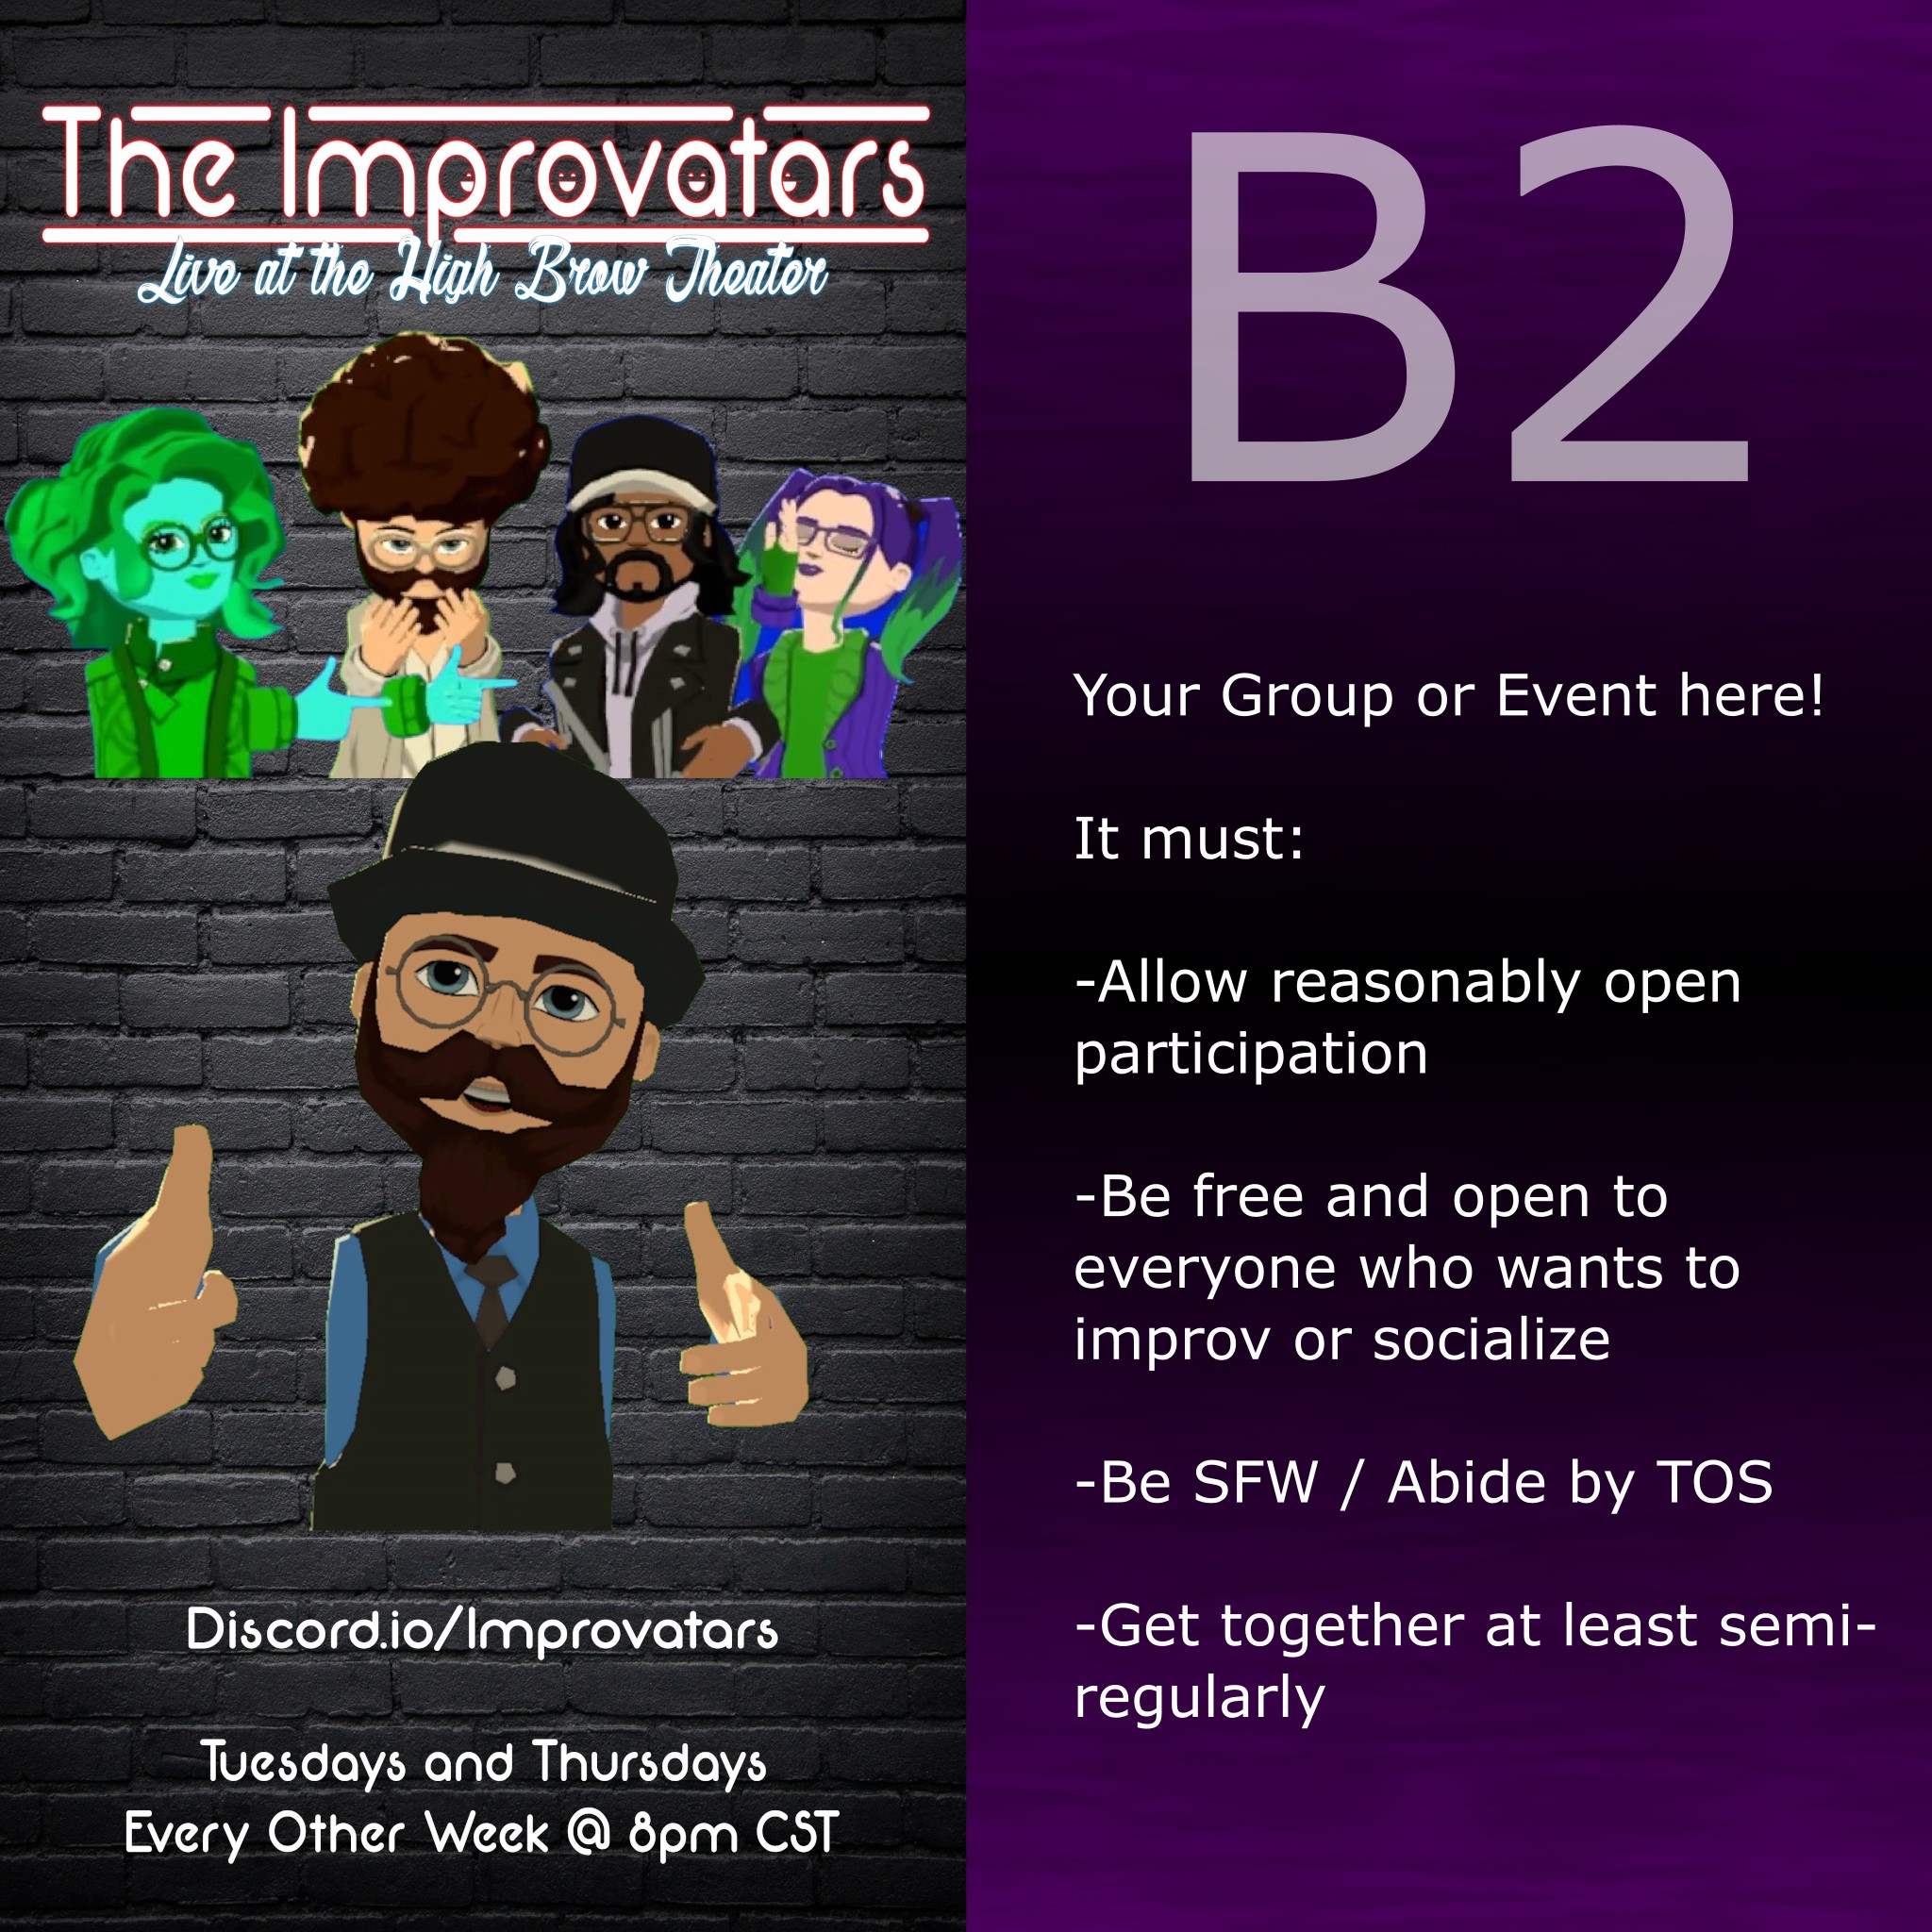 The Improvatars
Live at the High Brow Theater
Discord.io/Improvatars
Tuesdays and Thursdays
Every Other Week @ 8pm CST
B2
Your Group or Event here!
It must:
-Allow reasonably open
participation
-Be free and open to
everyone who wants to
improv or socialize
-Be SFW / Abide by TOS
-Get together at least semi-
regularly